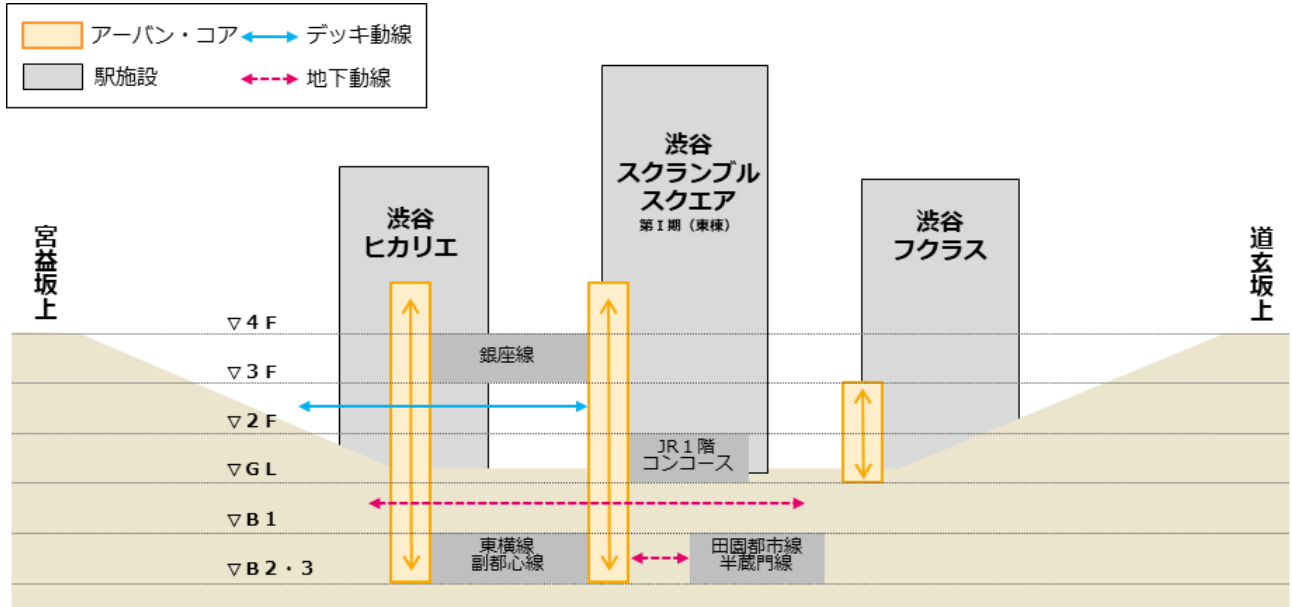 アーバン・コア
デッキ動線
駅施設
地下動線
渋谷
スクランブル
スクエア
第Ⅰ期（東棟）
渋谷
ヒカリエ
渋谷
フクラス
宮益坂上
道玄坂上
▽4F
銀座線
▽3F
▽2F
JR1階
コンコース
▽GL
▽B1
東横線
副都心線
田園都市線
半蔵門線
▽B2・3